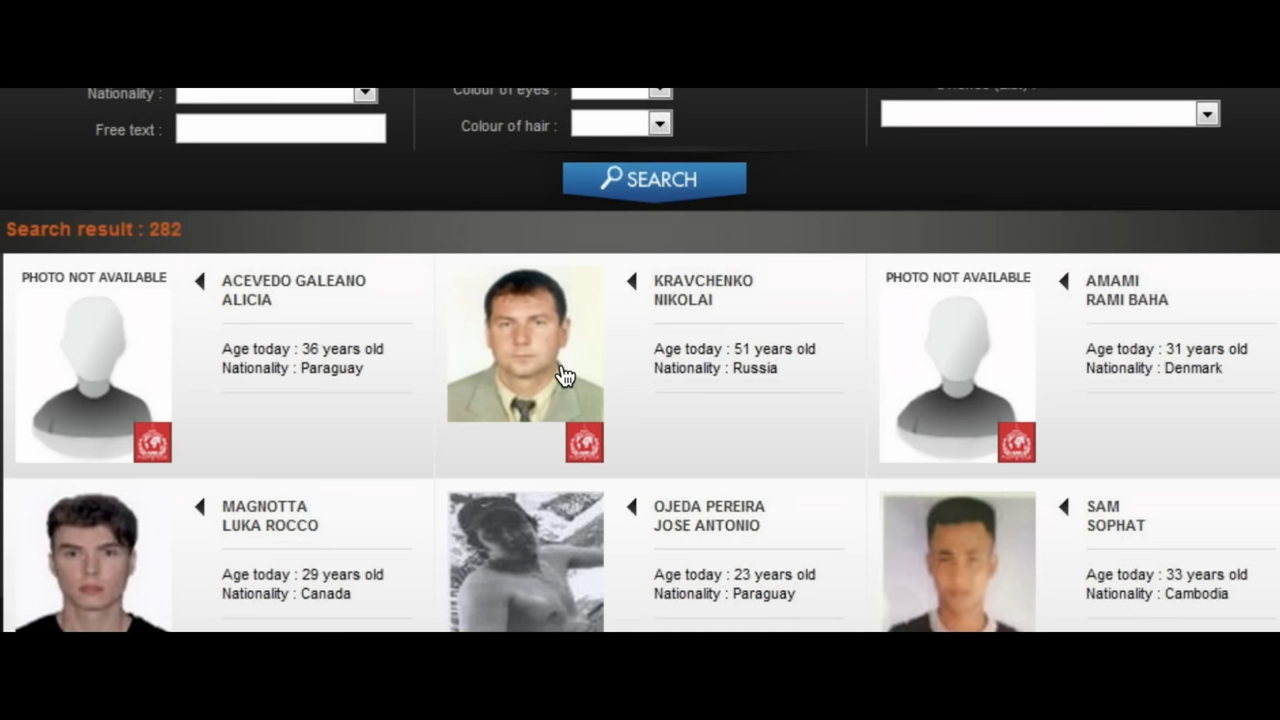 Nationality :
Colour of eyes :
Free text :
Colour of hair :
SEARCH
Search result : 282
PHOTO NOT AVAILABLE
ACEVEDO GALEANO
ALICIA
Age today : 36 years old
Nationality : Paraguay
KRAVCHENKO
NIKOLAI
Age today : 51 years old
Nationality : Russia
PHOTO NOT AVAILABLE
AMAMI
RAMI BAHA
Age today : 31 years old
Nationality : Denmark
MAGNOTTA
LUKA ROCCO
Age today : 29 years old
Nationality : Canada
OJEDA PEREIRA
JOSE ANTONIO
Age today : 23 years old
Nationality : Paraguay
SAM
SOPHAT
Age today : 33 years old
Nationality : Cambodia